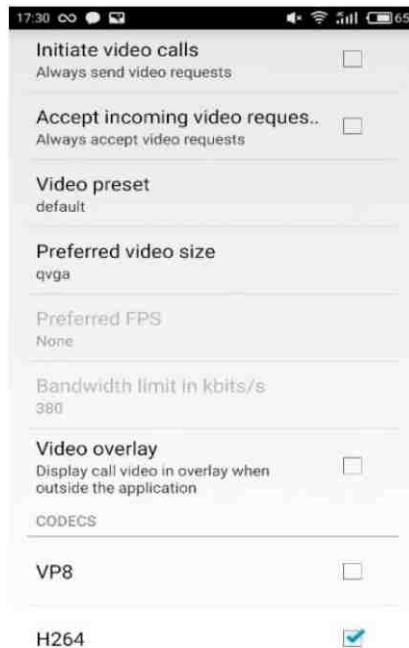 17:30 65
Initiate video calls
Always send video requests
Accept incoming video reques..
Always accept video requests
Video preset
default
Preferred video size
qvga
Preferred FPS
None
Bandwidth limit in kbits/s
380
Video overlay
Display call video in overlay when
outside the application
CODECS
VP8
H264